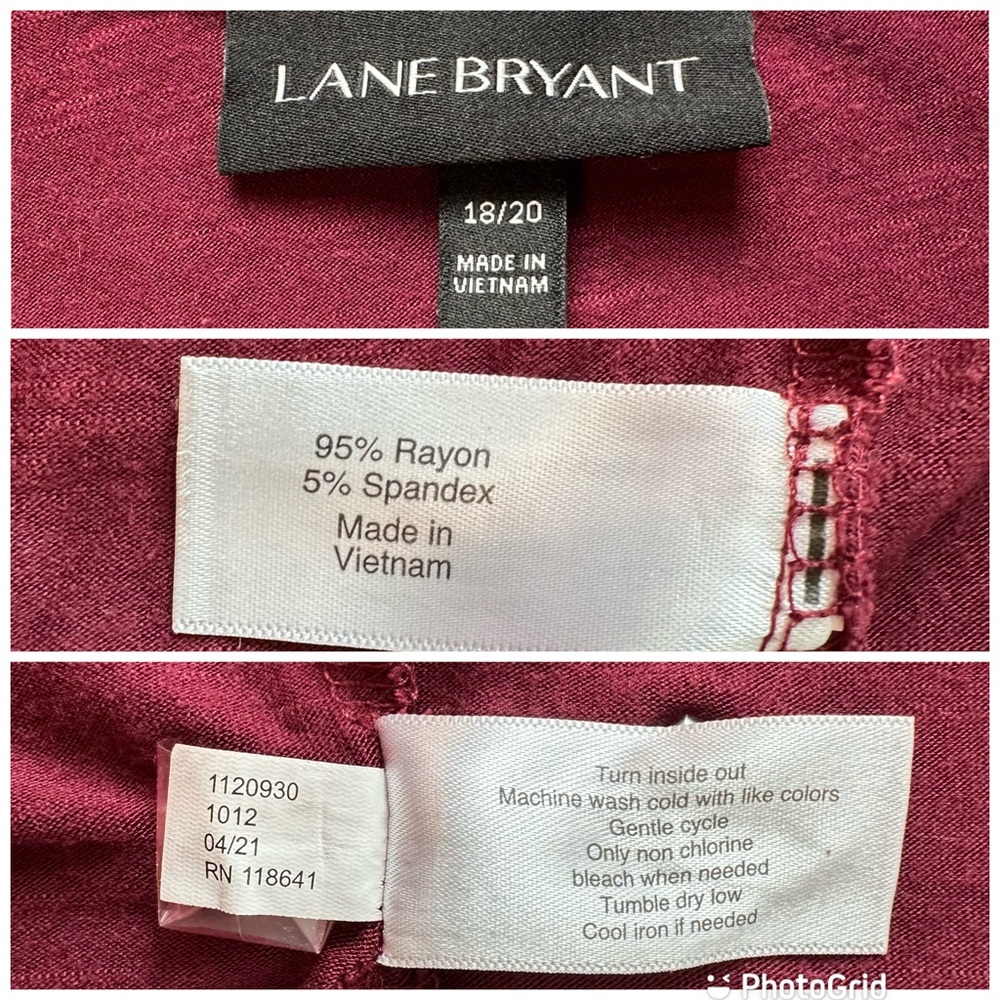 LANE BRYANT
18/20
MADE IN
VIETNAM
95% Rayon
5% Spandex
Made in
Vietnam
1120930
1012
04/21
RN 118641
Turn inside out
Machine wash cold with like colors
Gentle cycle
Only non chlorine
bleach when needed
Tumble dry low
Cool iron if needed
PhotoGrid